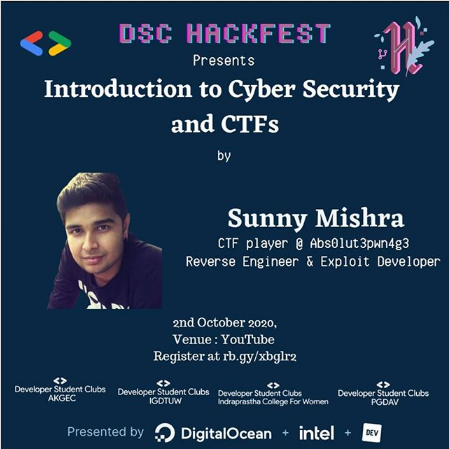 DSC HACKFEST
Presents
Introduction to Cyber Security
and CTFs
by
Sunny Mishra
CTF player @ Abs0lut3pwn4g3
Reverse Engineer & Exploit Developer
2nd October 2020,
Venue : YouTube
Register at rb.gy/xbglr2
Developer Student Clubs
AKGEC
Developer Student Clubs
IGDTUW
Developer Student Clubs
Indraprastha College For Women
Developer Student Clubs
PGDAV
Presented by DigitalOcean + intel + DEV